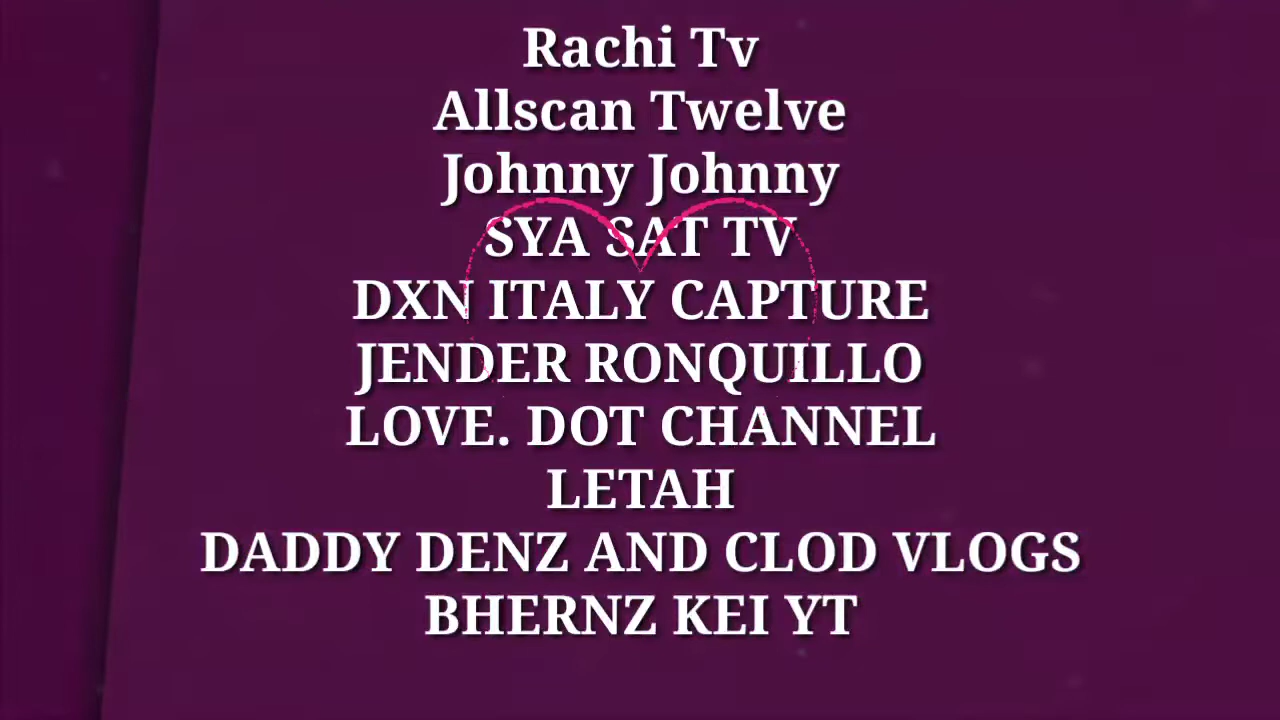 Rachi Tv
Allscan Twelve
Johnny Johnny
SYA SAT TV
DXN ITALY CAPTURE
JENDER RONQUILLO
LOVE. DOT CHANNEL
LETAH
DADDY DENZ AND CLOD VLOGS
BHERNZ KEI YT